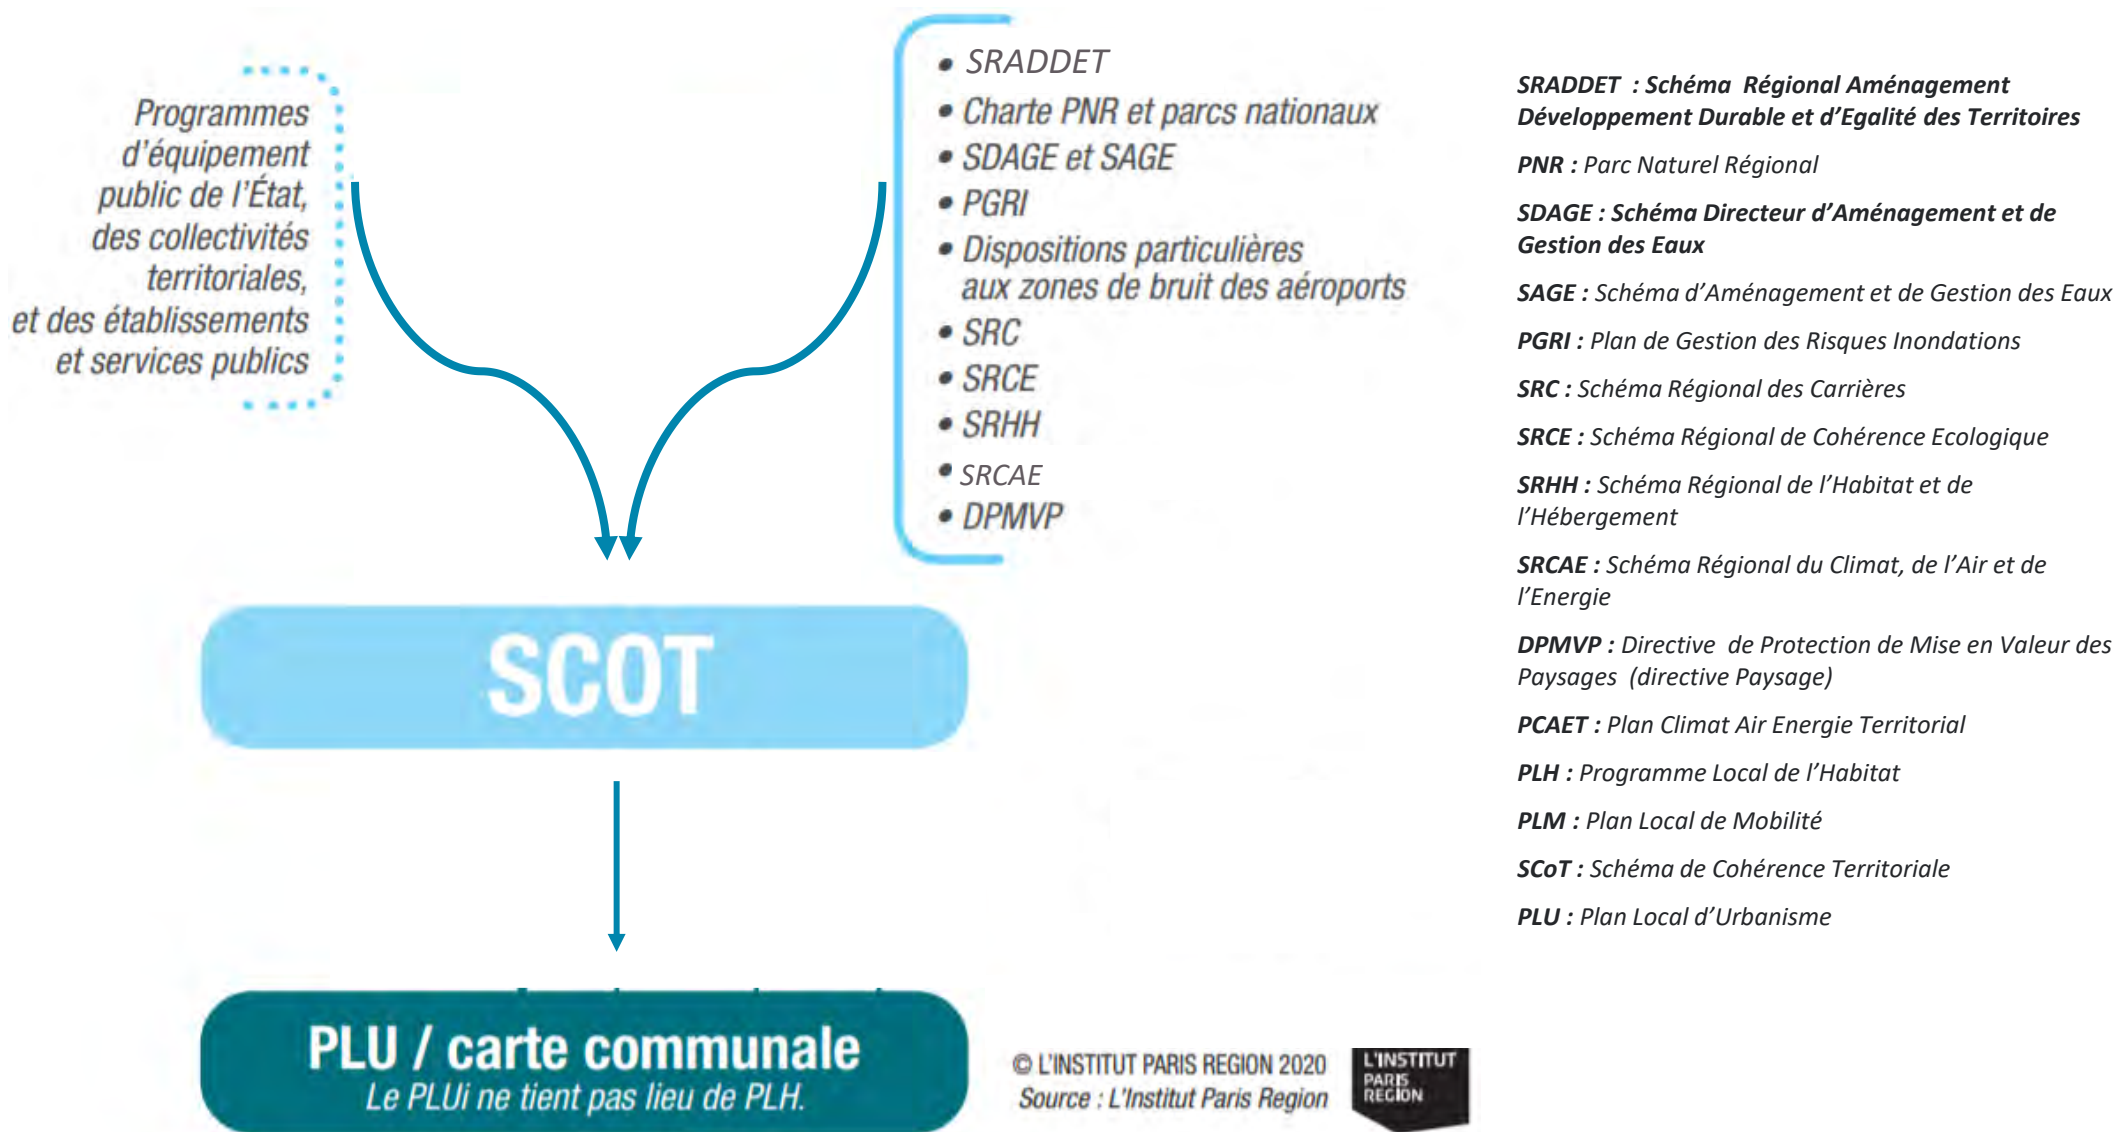 Programmes
d'équipement
public de l'État,
des collectivités
territoriales,
et des établissements
et services publics
• SRADDET
• Charte PNR et parcs nationaux
• SDAGE et SAGE
• PGRI
• Dispositions particulières
aux zones de bruit des aéroports
• SRC
• SRCE
• SRHH
• SRCAE
• DPMVP
SCOT
PLU / carte communale
Le PLUi ne tient pas lieu de PLH.
© L'INSTITUT PARIS REGION 2020
Source : L'Institut Paris Region
L'INSTITUT
PARIS
REGION
SRADDET : Schéma Régional Aménagement
Développement Durable et d'Egalité des Territoires
PNR : Parc Naturel Régional
SDAGE : Schéma Directeur d'Aménagement et de
Gestion des Eaux
SAGE : Schéma d'Aménagement et de Gestion des Eaux
PGRI : Plan de Gestion des Risques Inondations
SRC : Schéma Régional des Carrières
SRCE : Schéma Régional de Cohérence Ecologique
SRHH : Schéma Régional de l'Habitat et de
l'Hébergement
SRCAE : Schéma Régional du Climat, de l'Air et de
l'Energie
DPMVP : Directive de Protection de Mise en Valeur des
Paysages (directive Paysage)
PCAET : Plan Climat Air Energie Territorial
PLH : Programme Local de l'Habitat
PLM : Plan Local de Mobilité
SCoT : Schéma de Cohérence Territoriale
PLU : Plan Local d'Urbanisme